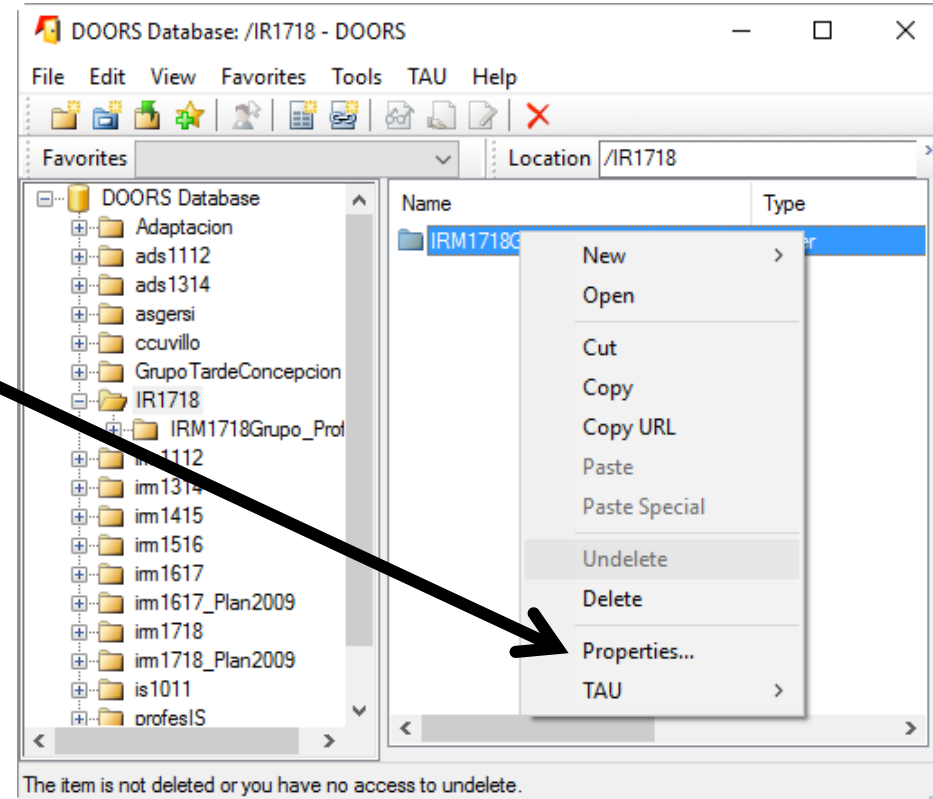 DOORS Database: /IR1718 - DOORS
File Edit View Favorites Tools TAU Help
Favorites
Location /IR1718
DOORS Database
Adaptacion
ads1112
ads1314
asgersi
ccuvillo
GrupoTardeConcepcion
IR1718
IRM1718Grupo_Prof
irm1314
irm1415
irm1516
irm1617
irm1617_Plan2009
irm1718
irm1718_Plan2009
is1011
profesIS
Name Type
IRM1718G
New
Open
Cut
Copy
Copy URL
Paste
Paste Special
Undelete
Delete
Properties...
TAU
The item is not deleted or you have no access to undelete.